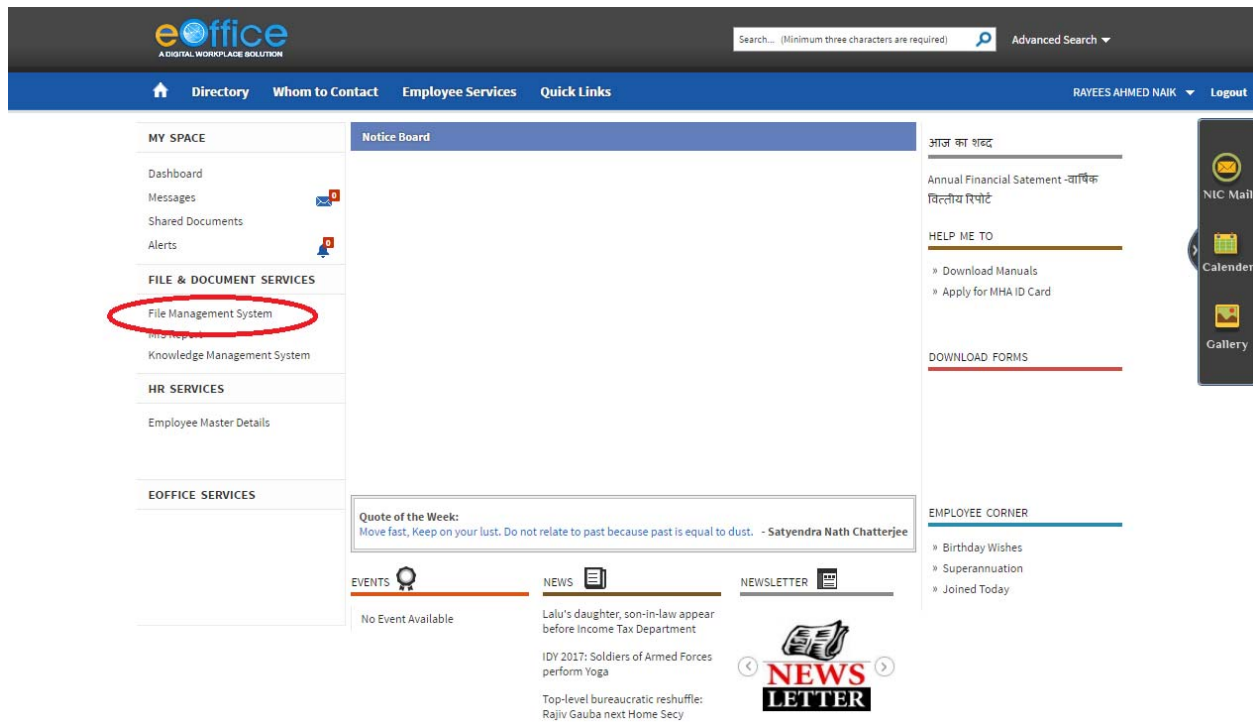 eOffice
A DIGITAL WORKPLACE SOLUTION
Search... (Minimum three characters are required)
Advanced Search
Directory
Whom to Contact
Employee Services
Quick Links
RAYEES AHMED NAIK
Logout
MY SPACE
Dashboard
Messages
0
Shared Documents
Alerts
0
FILE & DOCUMENT SERVICES
File Management System
MIS Report
Knowledge Management System
HR SERVICES
Employee Master Details
EOFFICE SERVICES
Notice Board
Quote of the Week:
Move fast, Keep on your lust. Do not relate to past because past is equal to dust. - Satyendra Nath Chatterjee
EVENTS
No Event Available
NEWS
Lalu's daughter, son-in-law appear
before Income Tax Department
IDY 2017: Soldiers of Armed Forces
perform Yoga
Top-level bureaucratic reshuffle:
Rajiv Gauba next Home Secy
NEWSLETTER
NEWS
LETTER
आज का शब्द
Annual Financial Satement -वार्षिक
वित्तीय रिपोर्ट
HELP ME TO
» Download Manuals
» Apply for MHA ID Card
DOWNLOAD FORMS
EMPLOYEE CORNER
» Birthday Wishes
» Superannuation
» Joined Today
NIC Mail
Calender
Gallery